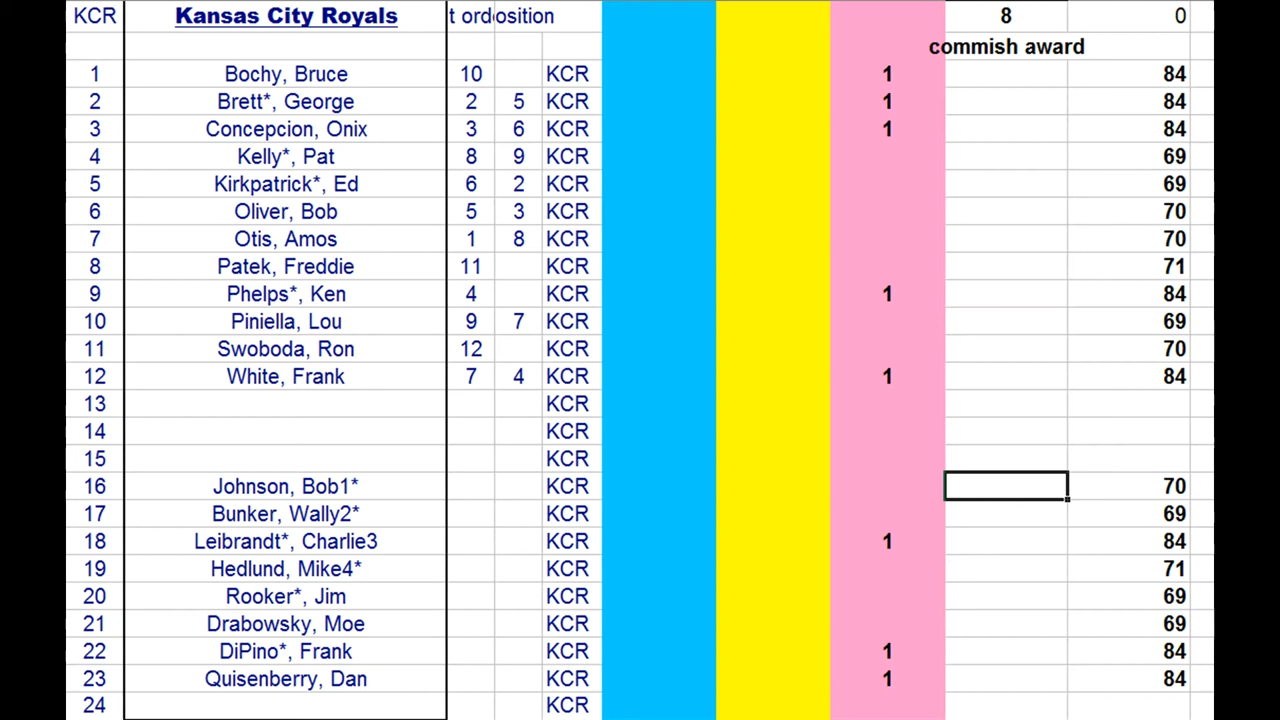 KCR Kansas City Royals t ord osition 8 0
commish award
1 Bochy, Bruce 10 KCR 1 84
2 Brett*, George 2 5 KCR 1 84
3 Concepcion, Onix 3 6 KCR 1 84
4 Kelly*, Pat 8 9 KCR 69
5 Kirkpatrick*, Ed 6 2 KCR 69
6 Oliver, Bob 5 3 KCR 70
7 Otis, Amos 1 8 KCR 70
8 Patek, Freddie 11 KCR 71
9 Phelps*, Ken 4 KCR 1 84
10 Piniella, Lou 9 7 KCR 69
11 Swoboda, Ron 12 KCR 70
12 White, Frank 7 4 KCR 1 84
13 KCR
14 KCR
15 KCR
16 Johnson, Bob1* KCR 70
17 Bunker, Wally2* KCR 69
18 Leibrandt*, Charlie3 KCR 1 84
19 Hedlund, Mike4* KCR 71
20 Rooker*, Jim KCR 69
21 Drabowsky, Moe KCR 69
22 DiPino*, Frank KCR 1 84
23 Quisenberry, Dan KCR 1 84
24 KCR